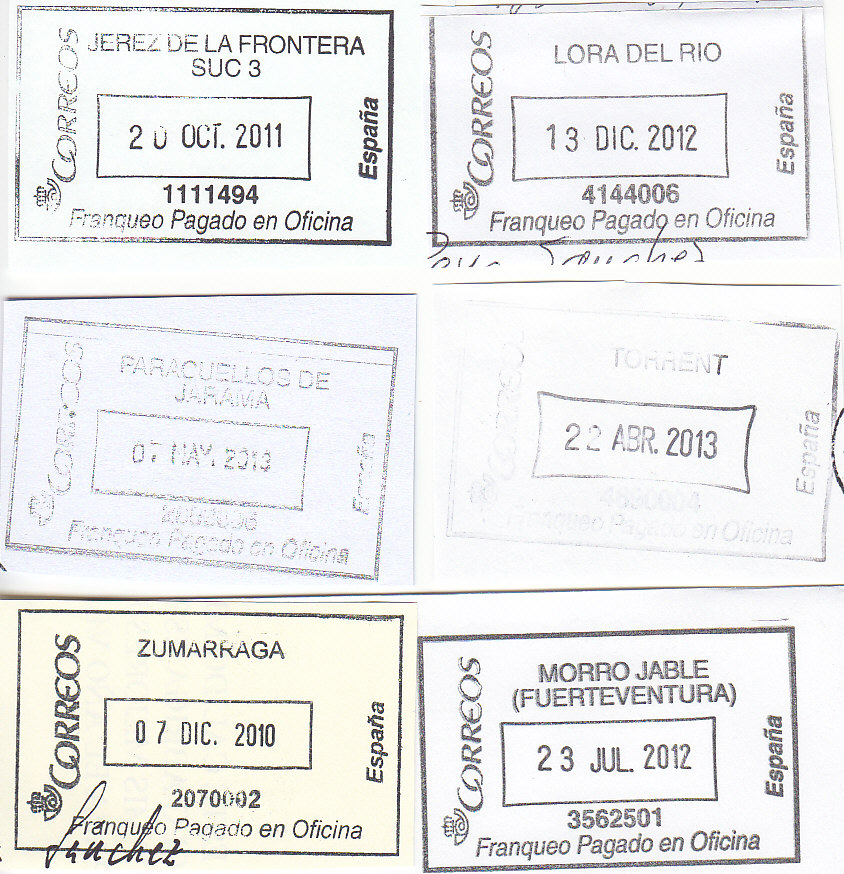 CORREOS
JEREZ DE LA FRONTERA
SUC 3
20 OCT. 2011
1111494
Franqueo Pagado en Oficina
España
CORREOS
LORA DEL RIO
13 DIC. 2012
4144006
Franqueo Pagado en Oficina
España
Sanchez
CORREOS
PARACUELLOS DE
JARAMA
07 MAY. 2013
Franqueo Pagado en Oficina
España
CORREOS
TORRENT
22 ABR. 2013
Franqueo Pagado en Oficina
España
CORREOS
ZUMARRAGA
07 DIC. 2010
2070002
Franqueo Pagado en Oficina
España
Sánchez
CORREOS
MORRO JABLE
(FUERTEVENTURA)
23 JUL. 2012
3562501
Franqueo Pagado en Oficina
España